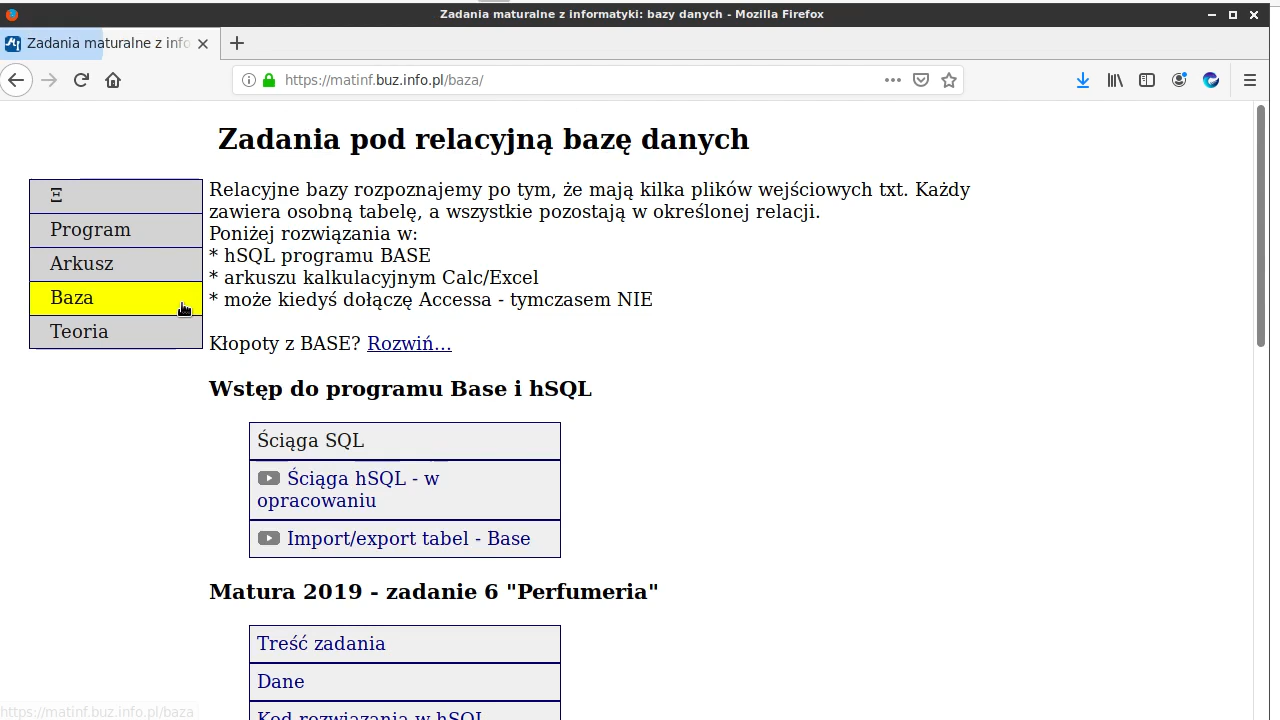 Zadania maturalne z informatyki: bazy danych - Mozilla Firefox
Zadania maturalne z info
https://matinf.buz.info.pl/baza/
Zadania pod relacyjną bazę danych
Ξ
Program
Arkusz
Baza
Teoria
Relacyjne bazy rozpoznajemy po tym, że mają kilka plików wejściowych txt. Każdy
zawiera osobną tabelę, a wszystkie pozostają w określonej relacji.
Poniżej rozwiązania w:
* hSQL programu BASE
* arkuszu kalkulacyjnym Calc/Excel
* może kiedyś dołączę Accessa - tymczasem NIE
Kłopoty z BASE? Rozwiń...
Wstęp do programu Base i hSQL
Ściąga SQL
Ściąga hSQL - w
opracowaniu
Import/export tabel - Base
Matura 2019 - zadanie 6 "Perfumeria"
Treść zadania
Dane
Kod rozwiązania w hSQL
https://matinf.buz.info.pl/baza